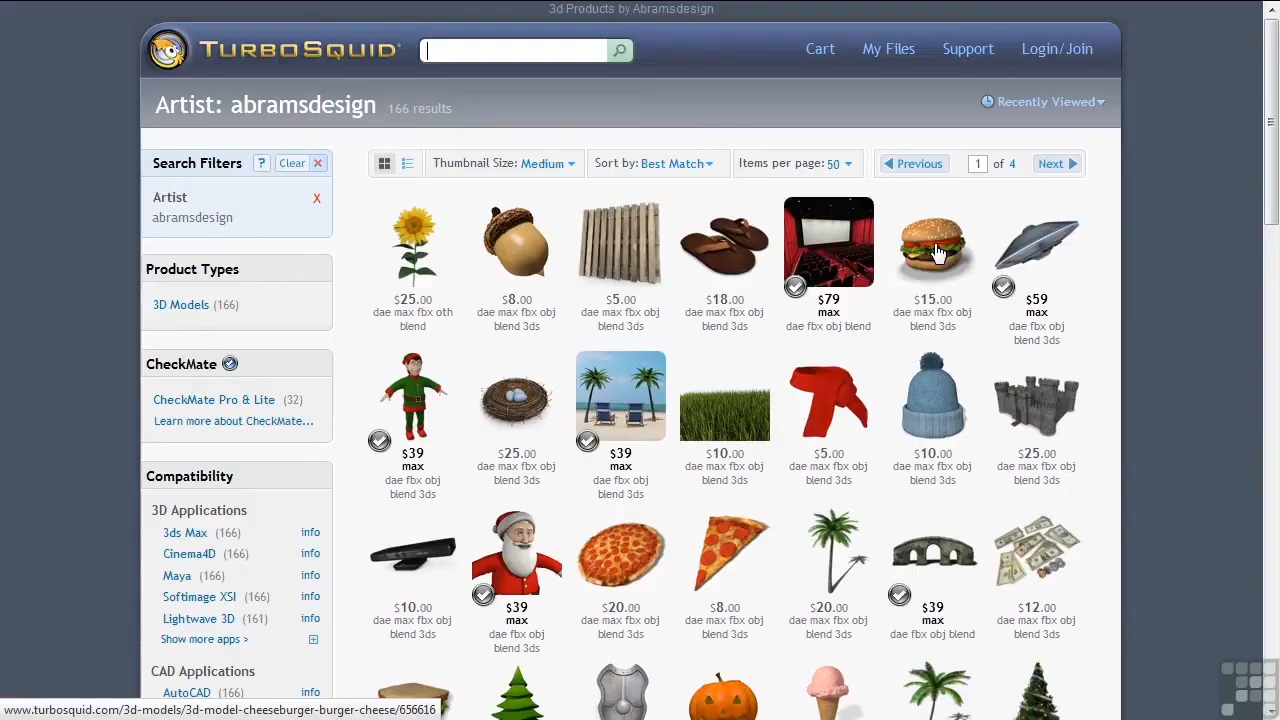 3d Products by Abramsdesign
TURBOSQUID
Cart
My Files
Support
Login/Join
Artist: abramsdesign 166 results
Recently Viewed
Search Filters ? Clear X
Artist X
abramsdesign
Product Types
3D Models (166)
CheckMate
CheckMate Pro & Lite (32)
Learn more about CheckMate...
Compatibility
3D Applications
3ds Max (166) info
Cinema4D (166) info
Maya (166) info
Softimage XSI (166) info
Lightwave 3D (161) info
Show more apps >
CAD Applications
AutoCAD (166) info
Thumbnail Size: Medium
Sort by: Best Match
Items per page: 50
Previous 1 of 4 Next
$25.00
dae max fbx oth
blend
$8.00
dae max fbx obj
blend 3ds
$5.00
dae max fbx obj
blend 3ds
$18.00
dae max fbx obj
blend 3ds
$79
max
dae fbx obj blend
$15.00
dae max fbx obj
blend 3ds
$59
max
dae fbx obj
blend 3ds
$39
max
dae fbx obj
blend 3ds
$25.00
dae max fbx obj
blend 3ds
$39
max
dae fbx obj
blend 3ds
$10.00
dae max fbx obj
blend 3ds
$5.00
dae max fbx obj
blend 3ds
$10.00
dae max fbx obj
blend 3ds
$25.00
dae max fbx obj
blend 3ds
$10.00
dae max fbx obj
blend 3ds
$39
max
dae fbx obj
blend 3ds
$20.00
dae max fbx obj
blend 3ds
$8.00
dae max fbx obj
blend 3ds
$20.00
dae max fbx obj
blend 3ds
$39
max
dae fbx obj blend
$12.00
dae max fbx obj
blend 3ds
www.turbosquid.com/3d-models/3d-model-cheeseburger-burger-cheese/656616